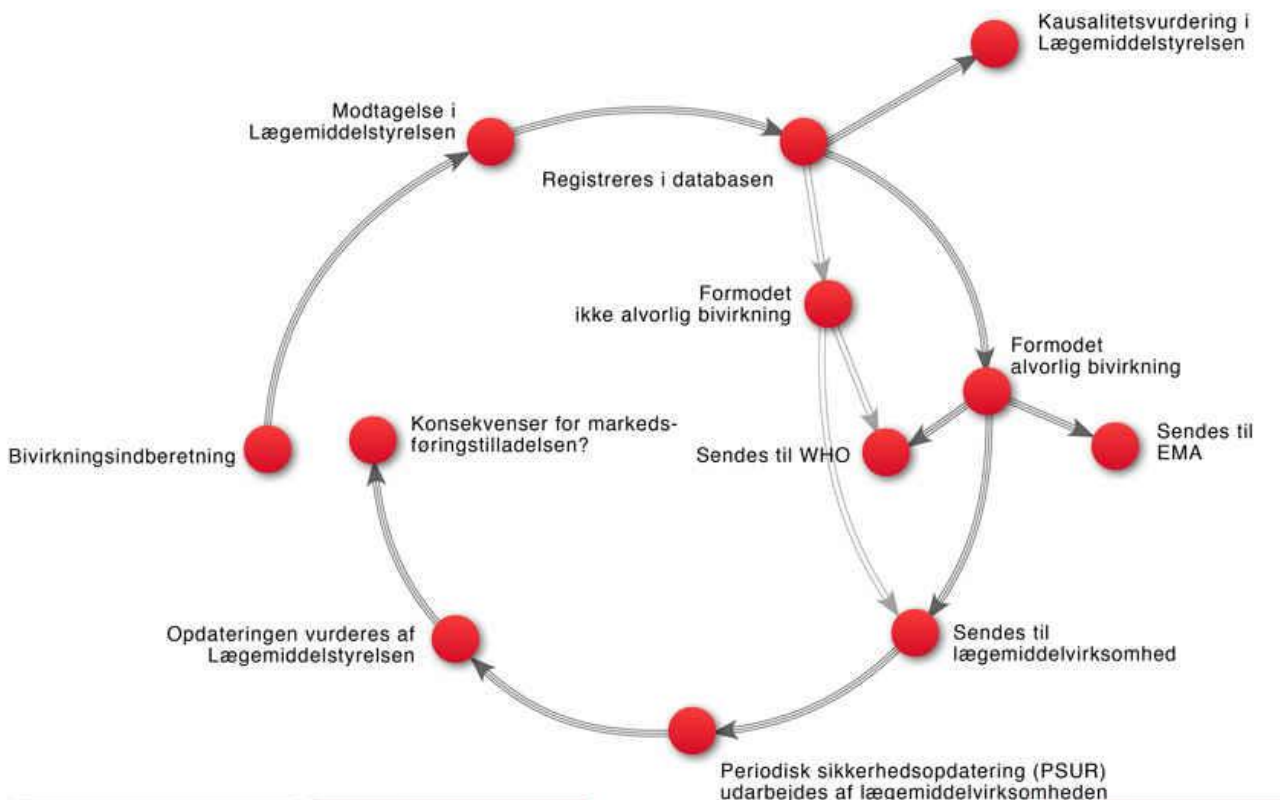 Kausalitetsvurdering i
Lægemiddelstyrelsen
Modtagelse i
Lægemiddelstyrelsen
Registreres i databasen
Formodet
ikke alvorlig bivirkning
Formodet
alvorlig bivirkning
Konsekvenser for markeds-
føringstilladelsen?
Bivirkningsindberetning
Sendes til WHO
Sendes til
EMA
Opdateringen vurderes af
Lægemiddelstyrelsen
Sendes til
lægemiddelvirksomhed
Periodisk sikkerhedsopdatering (PSUR)
udarbejdes af lægemiddelvirksomheden